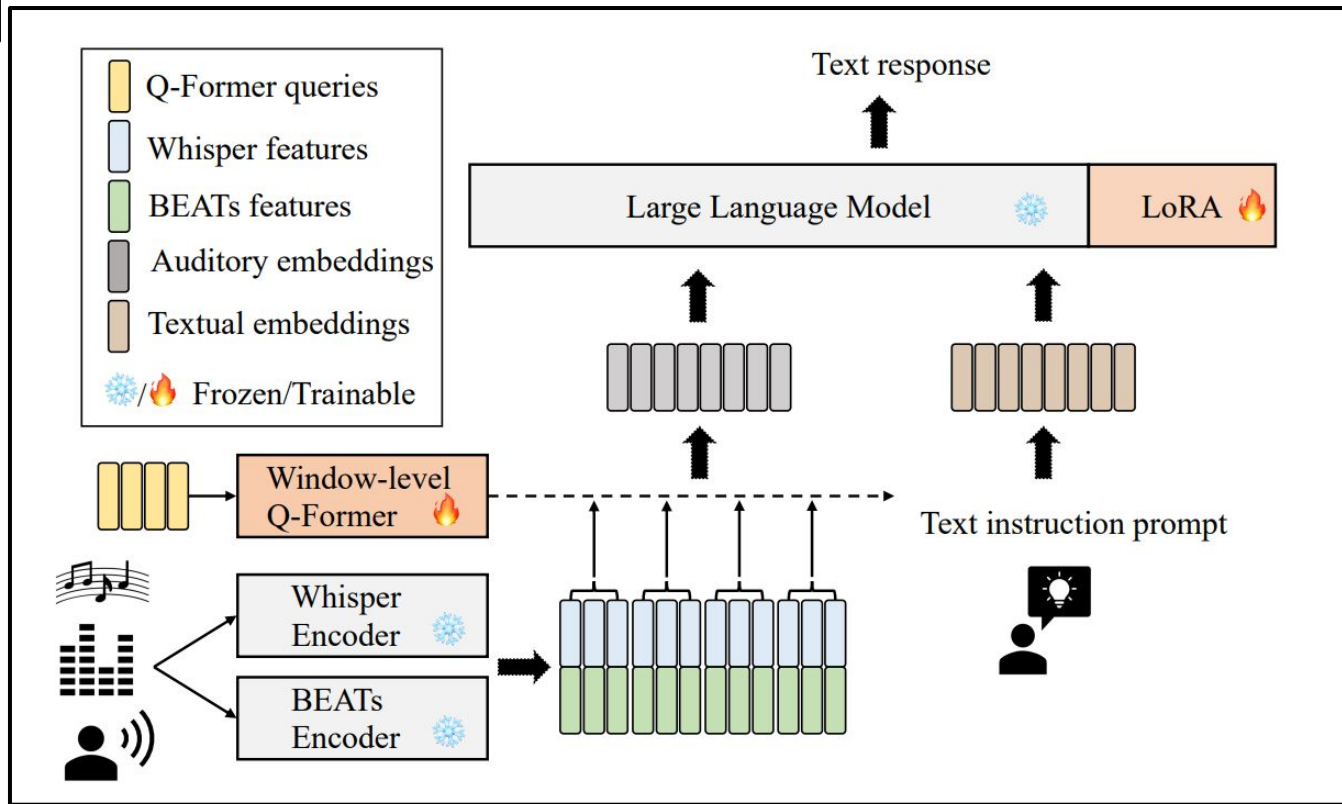 Q-Former queries
Whisper features
BEATs features
Auditory embeddings
Textual embeddings
/ Frozen/Trainable
Text response
Large Language Model
LoRA
Window-level
Q-Former
Text instruction prompt
Whisper
Encoder
BEATs
Encoder